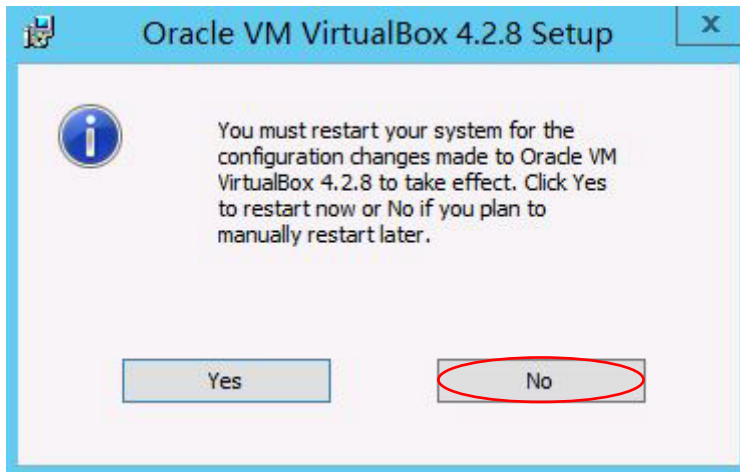 Oracle VM VirtualBox 4.2.8 Setup
x
You must restart your system for the
configuration changes made to Oracle VM
VirtualBox 4.2.8 to take effect. Click Yes
to restart now or No if you plan to
manually restart later.
Yes
No